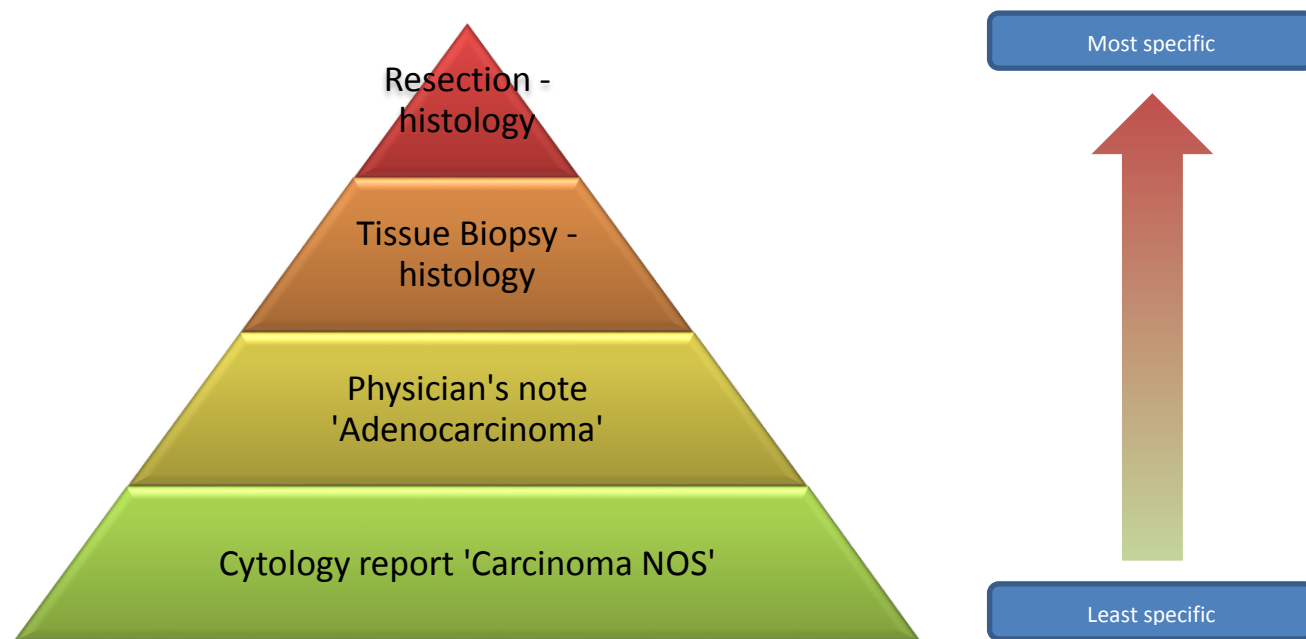 Most specific
Resection -
histology
Tissue Biopsy -
histology
Physician's note
'Adenocarcinoma'
Cytology report 'Carcinoma NOS'
Least specific